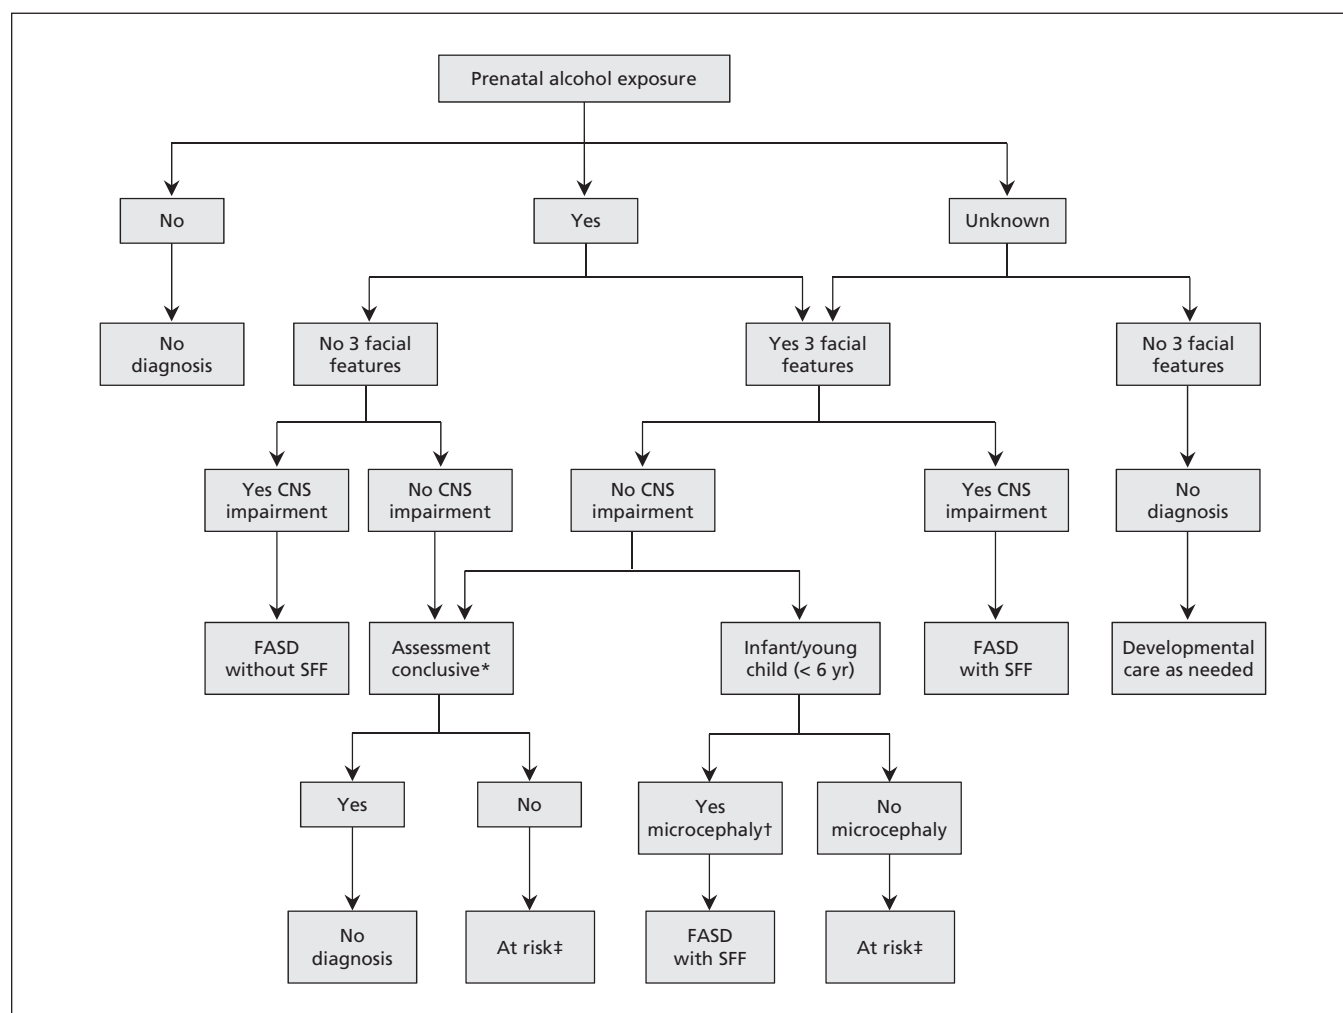 Prenatal alcohol exposure
No
Yes
Unknown
No
diagnosis
No 3 facial
features
Yes 3 facial
features
No 3 facial
features
Yes CNS
impairment
No CNS
impairment
No CNS
impairment
Yes CNS
impairment
No
diagnosis
FASD
without SFF
Assessment
conclusive*
Infant/young
child (< 6 yr)
FASD
with SFF
Developmental
care as needed
Yes
No
Yes
microcephaly†
No
microcephaly
No
diagnosis
At risk‡
FASD
with SFF
At risk‡